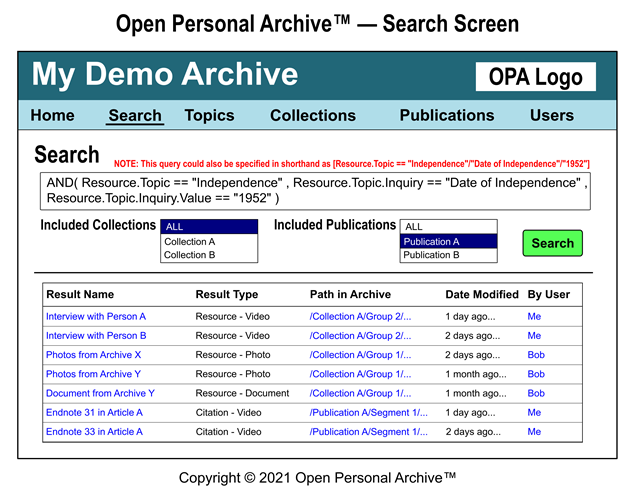 Open Personal Archive™ — Search Screen
My Demo Archive
OPA Logo
Home Search Topics Collections Publications Users
Search
NOTE: This query could also be specified in shorthand as [Resource.Topic == "Independence"/"Date of Independence"/"1952"]
AND( Resource.Topic == "Independence" , Resource.Topic.Inquiry == "Date of Independence" ,
Resource.Topic.Inquiry.Value == "1952" )
Included Collections
ALL
Collection A
Collection B
Included Publications
ALL
Publication A
Publication B
Search
Result Name Result Type Path in Archive Date Modified By User
Interview with Person A Resource - Video /Collection A/Group 2/... 1 day ago... Me
Interview with Person B Resource - Video /Collection A/Group 2/... 2 days ago... Me
Photos from Archive X Resource - Photo /Collection A/Group 1/... 2 days ago... Bob
Photos from Archive Y Resource - Photo /Collection A/Group 1/... 1 month ago... Bob
Document from Archive Y Resource - Document /Collection A/Group 1/... 1 month ago... Bob
Endnote 31 in Article A Citation - Video /Publication A/Segment 1/... 1 day ago... Me
Endnote 33 in Article A Citation - Video /Publication A/Segment 1/... 2 days ago... Me
Copyright © 2021 Open Personal Archive™